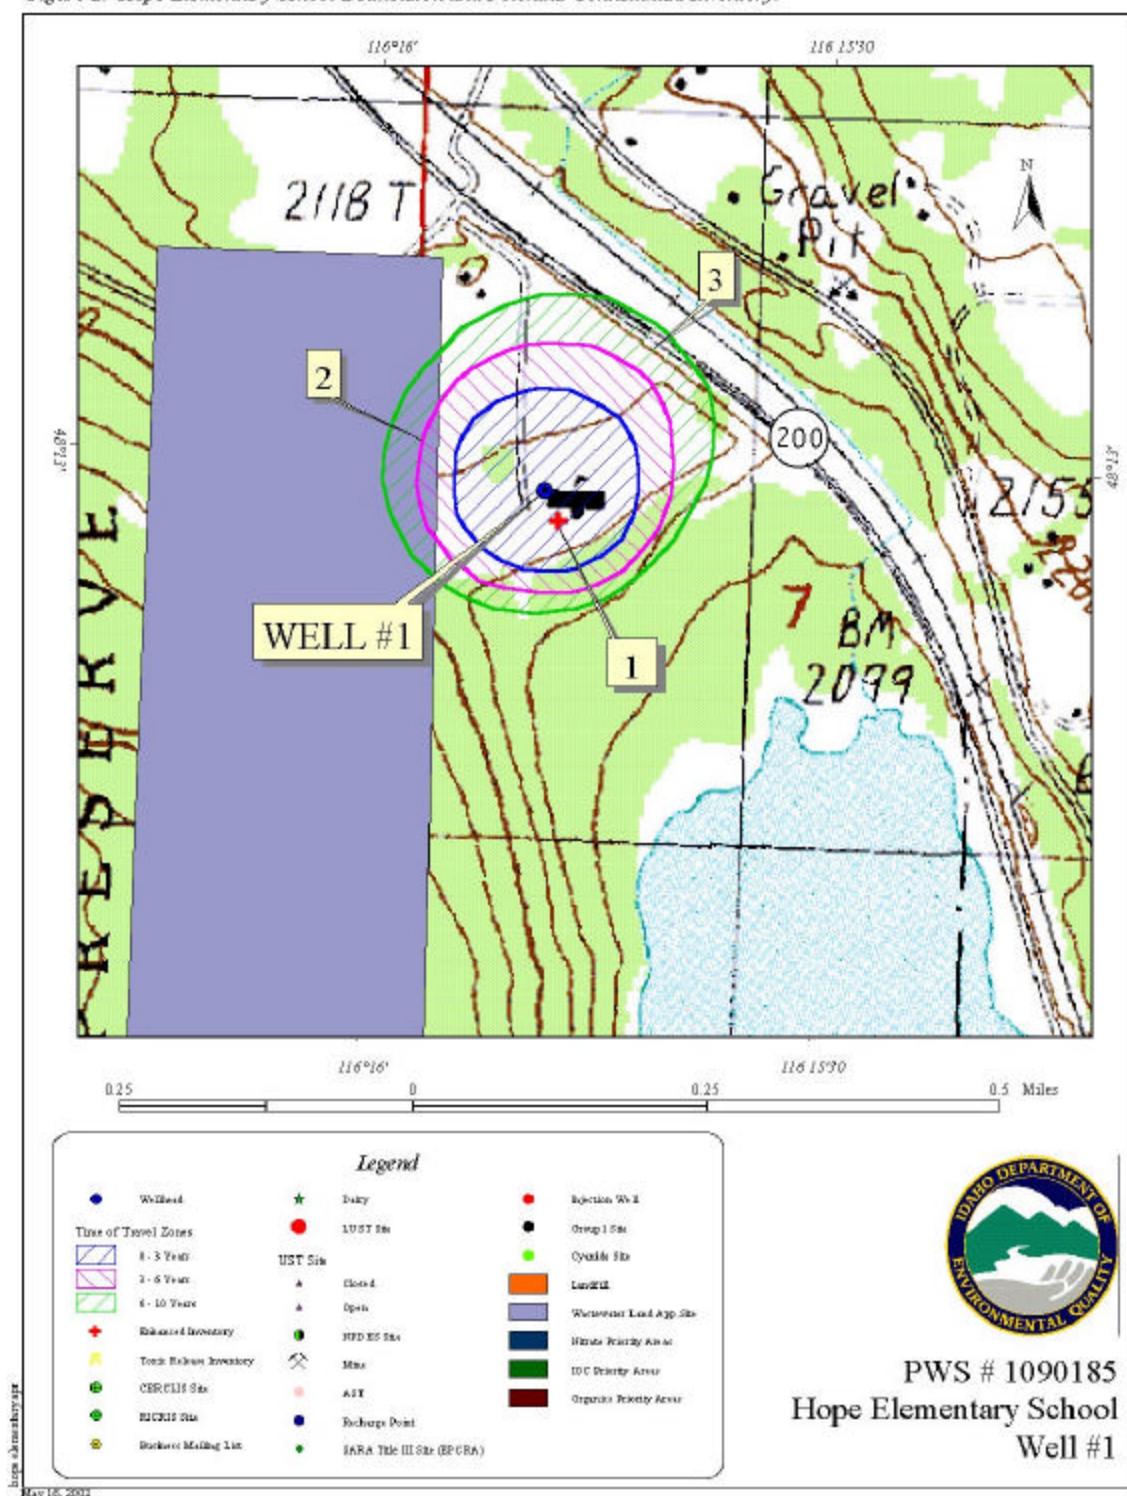 116°16'
116 15'30
N
2118 T
Gravel
Pit
3
2
200
48°13'
48°13'
2155
RESERVE
WELL #1
1
7
BM
2099
116°16'
116 15'30
0.25
0
0.25
0.5 Miles
Legend
Wellhead
Time of Travel Zones
0 - 3 Years
3 - 6 Years
6 - 10 Years
Enhanced Inventory
Toxic Release Inventory
CERCLIS Site
RICRIS Site
Business Mailing List
Dairy
LUST Site
UST Site
Closed
Open
NPDES Site
Mine
AST
Recharge Point
SARA Title III Site (EPCRA)
Injection Well
Group 1 Site
Cyanide Site
Landfill
Wastewater Land App. Site
Nitrate Priority Areas
IOC Priority Areas
Organics Priority Areas
IDAHO DEPARTMENT OF
ENVIRONMENTAL QUALITY
PWS # 1090185
Hope Elementary School
Well #1